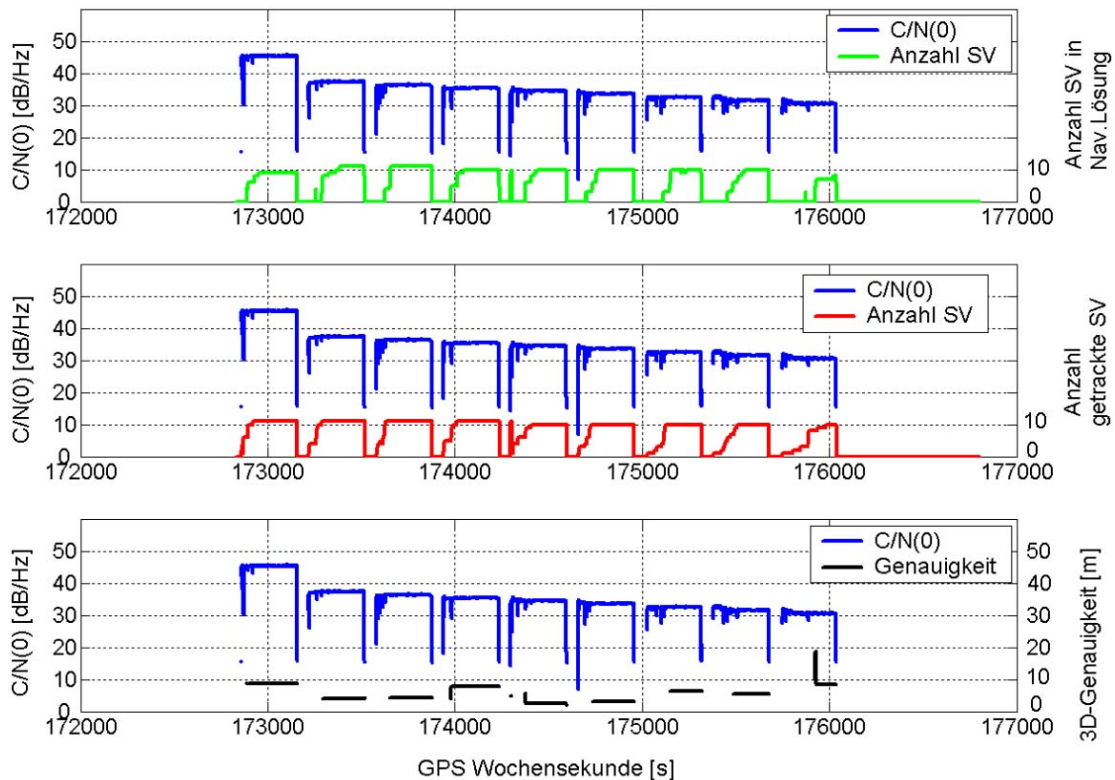 C/N(0) [dB/Hz]
50
40
30
20
10
0
C/N(0)
Anzahl SV
10
0
Anzahl SV in
Nav.Lösung
172000 173000 174000 175000 176000 177000
C/N(0) [dB/Hz]
50
40
30
20
10
0
C/N(0)
Anzahl SV
10
0
Anzahl
getrackte SV
172000 173000 174000 175000 176000 177000
C/N(0) [dB/Hz]
50
40
30
20
10
0
C/N(0)
Genauigkeit
50
40
30
20
10
0
3D-Genauigkeit [m]
172000 173000 174000 175000 176000 177000
GPS Wochensekunde [s]